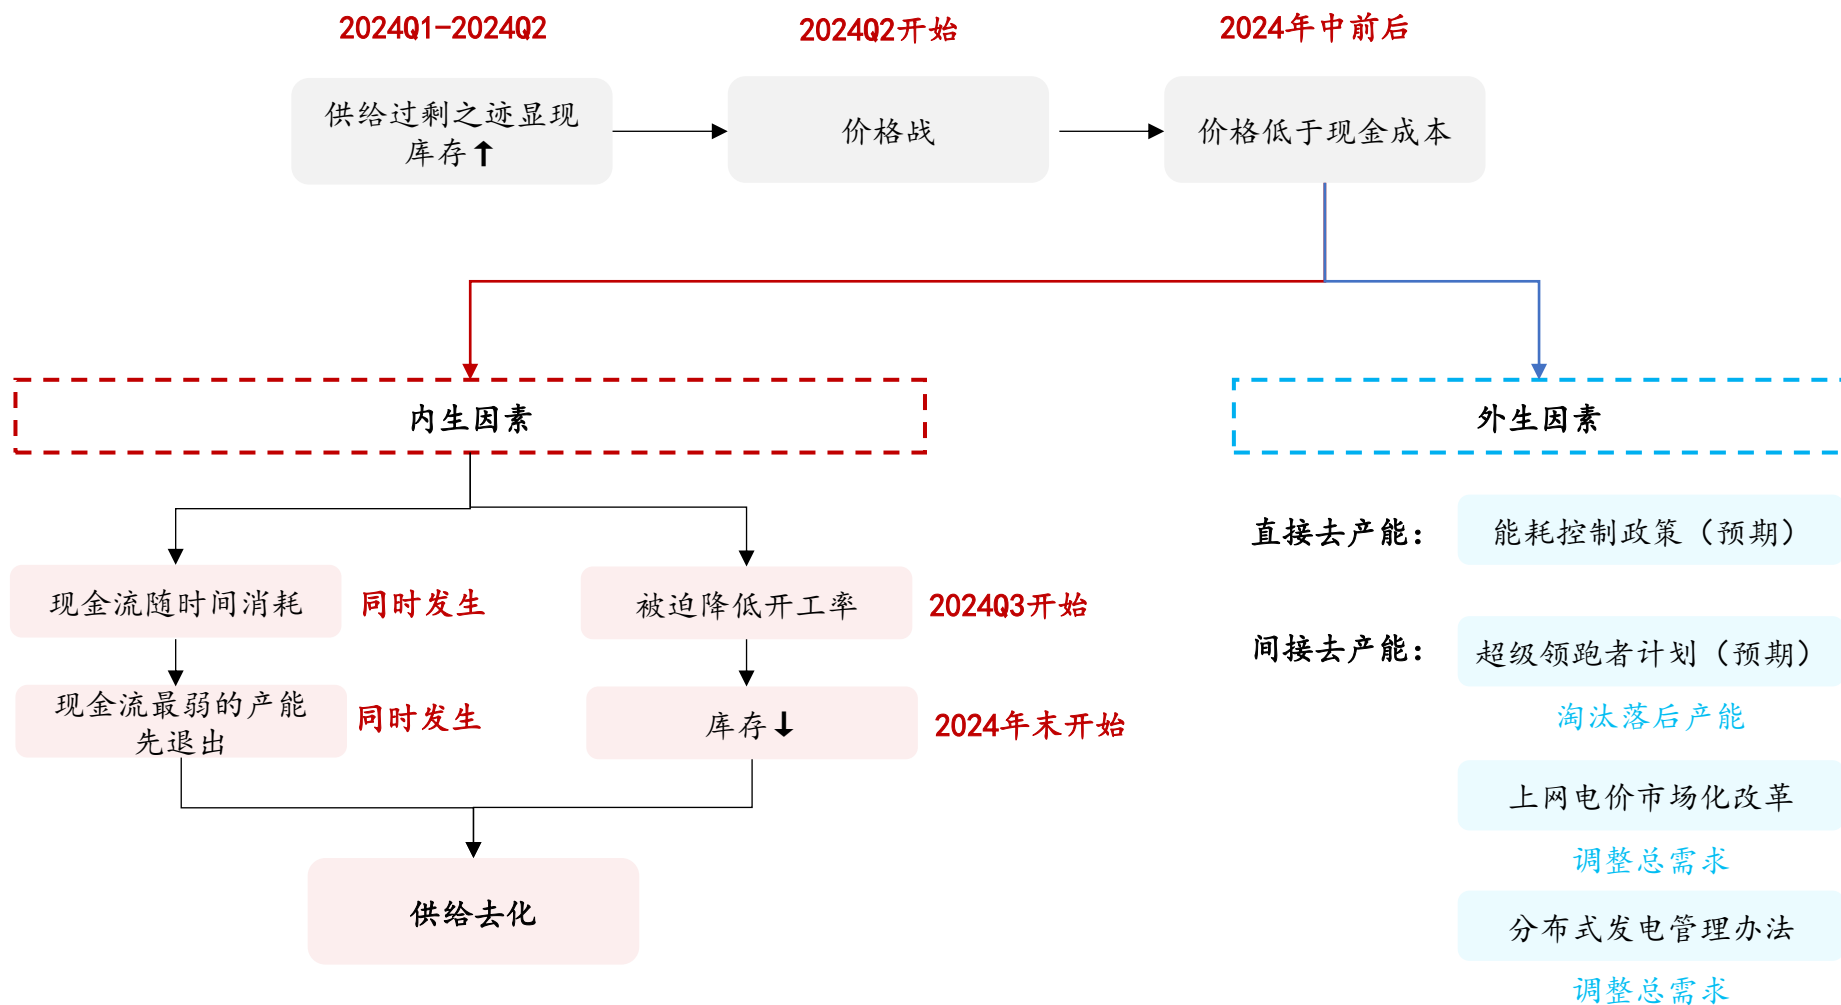 2024Q1-2024Q2
2024Q2开始
2024年中前后
供给过剩之迹显现
库存↑
价格战
价格低于现金成本
内生因素
外生因素
直接去产能：
能耗控制政策（预期）
现金流随时间消耗
同时发生
被迫降低开工率
2024Q3开始
间接去产能：
超级领跑者计划（预期）
淘汰落后产能
现金流最弱的产能
先退出
同时发生
库存↓
2024年末开始
上网电价市场化改革
调整总需求
供给去化
分布式发电管理办法
调整总需求